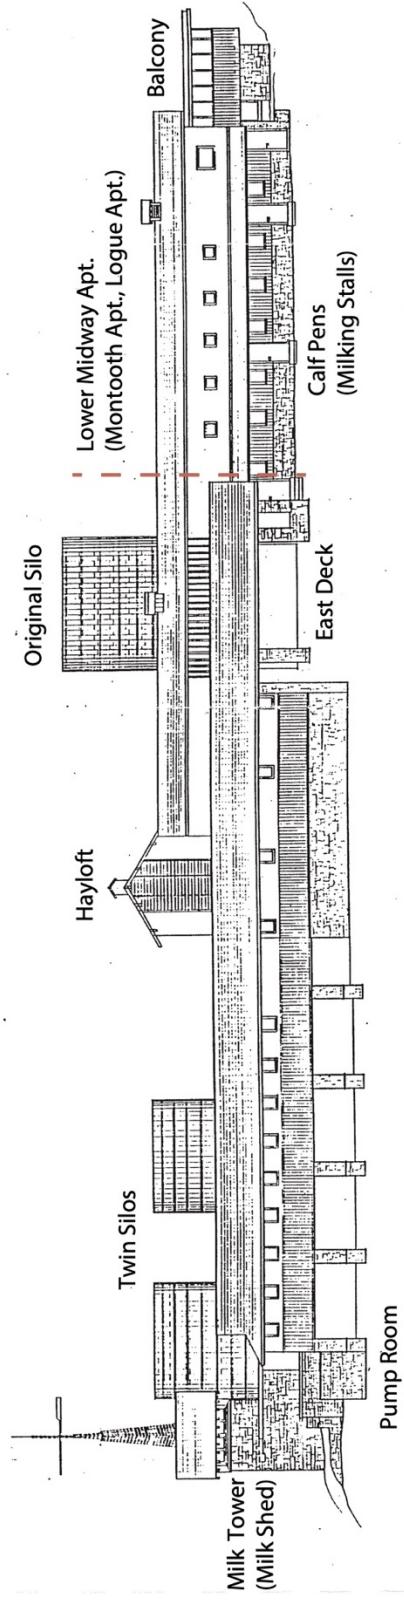 Milk Tower
(Milk Shed)
Twin Silos
Hayloft
Original Silo
Lower Midway Apt.
(Montooth Apt., Logue Apt.)
Balcony
Pump Room
East Deck
Calf Pens
(Milking Stalls)